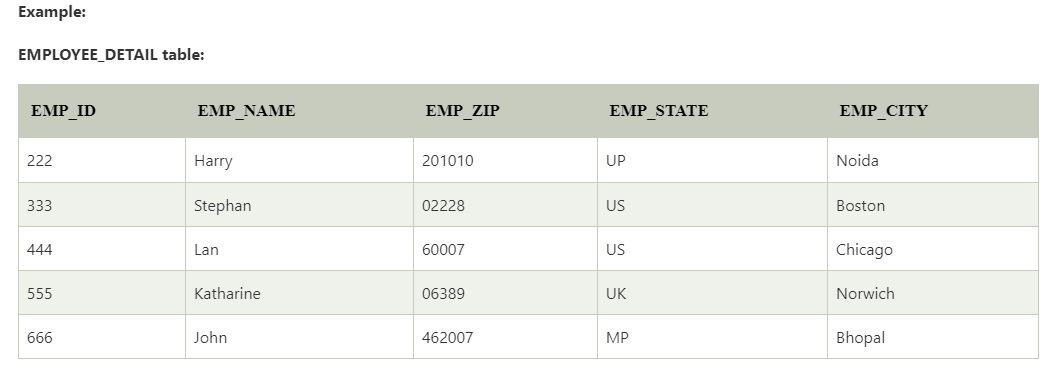 Example:
EMPLOYEE_DETAIL table:
EMP_ID EMP_NAME EMP_ZIP EMP_STATE EMP_CITY
222 Harry 201010 UP Noida
333 Stephan 02228 US Boston
444 Lan 60007 US Chicago
555 Katharine 06389 UK Norwich
666 John 462007 MP Bhopal